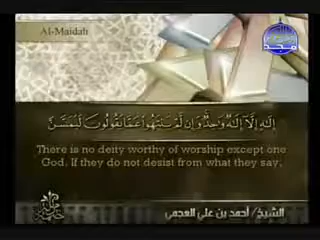 Al-Maidah
المجد
إِلَٰهٍ إِلَّا إِلَٰهٌ وَٰحِدٌ وَإِن لَّمْ يَنتَهُوا۟ عَمَّا يَقُولُونَ لَيَمَسَّنَّ
There is no deity worthy of worship except one
God. If they do not desist from what they say,
الشيخ/ أحمد بن علي العجمي